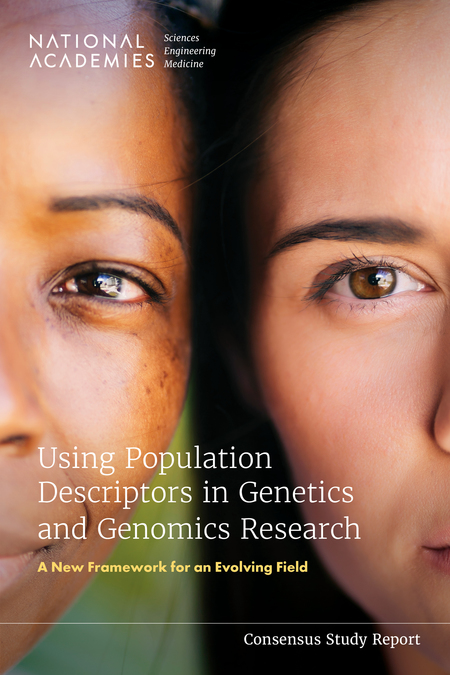 NATIONAL
ACADEMIES
Sciences
Engineering
Medicine
Using Population
Descriptors in Genetics
and Genomics Research
A New Framework for an Evolving Field
Consensus Study Report